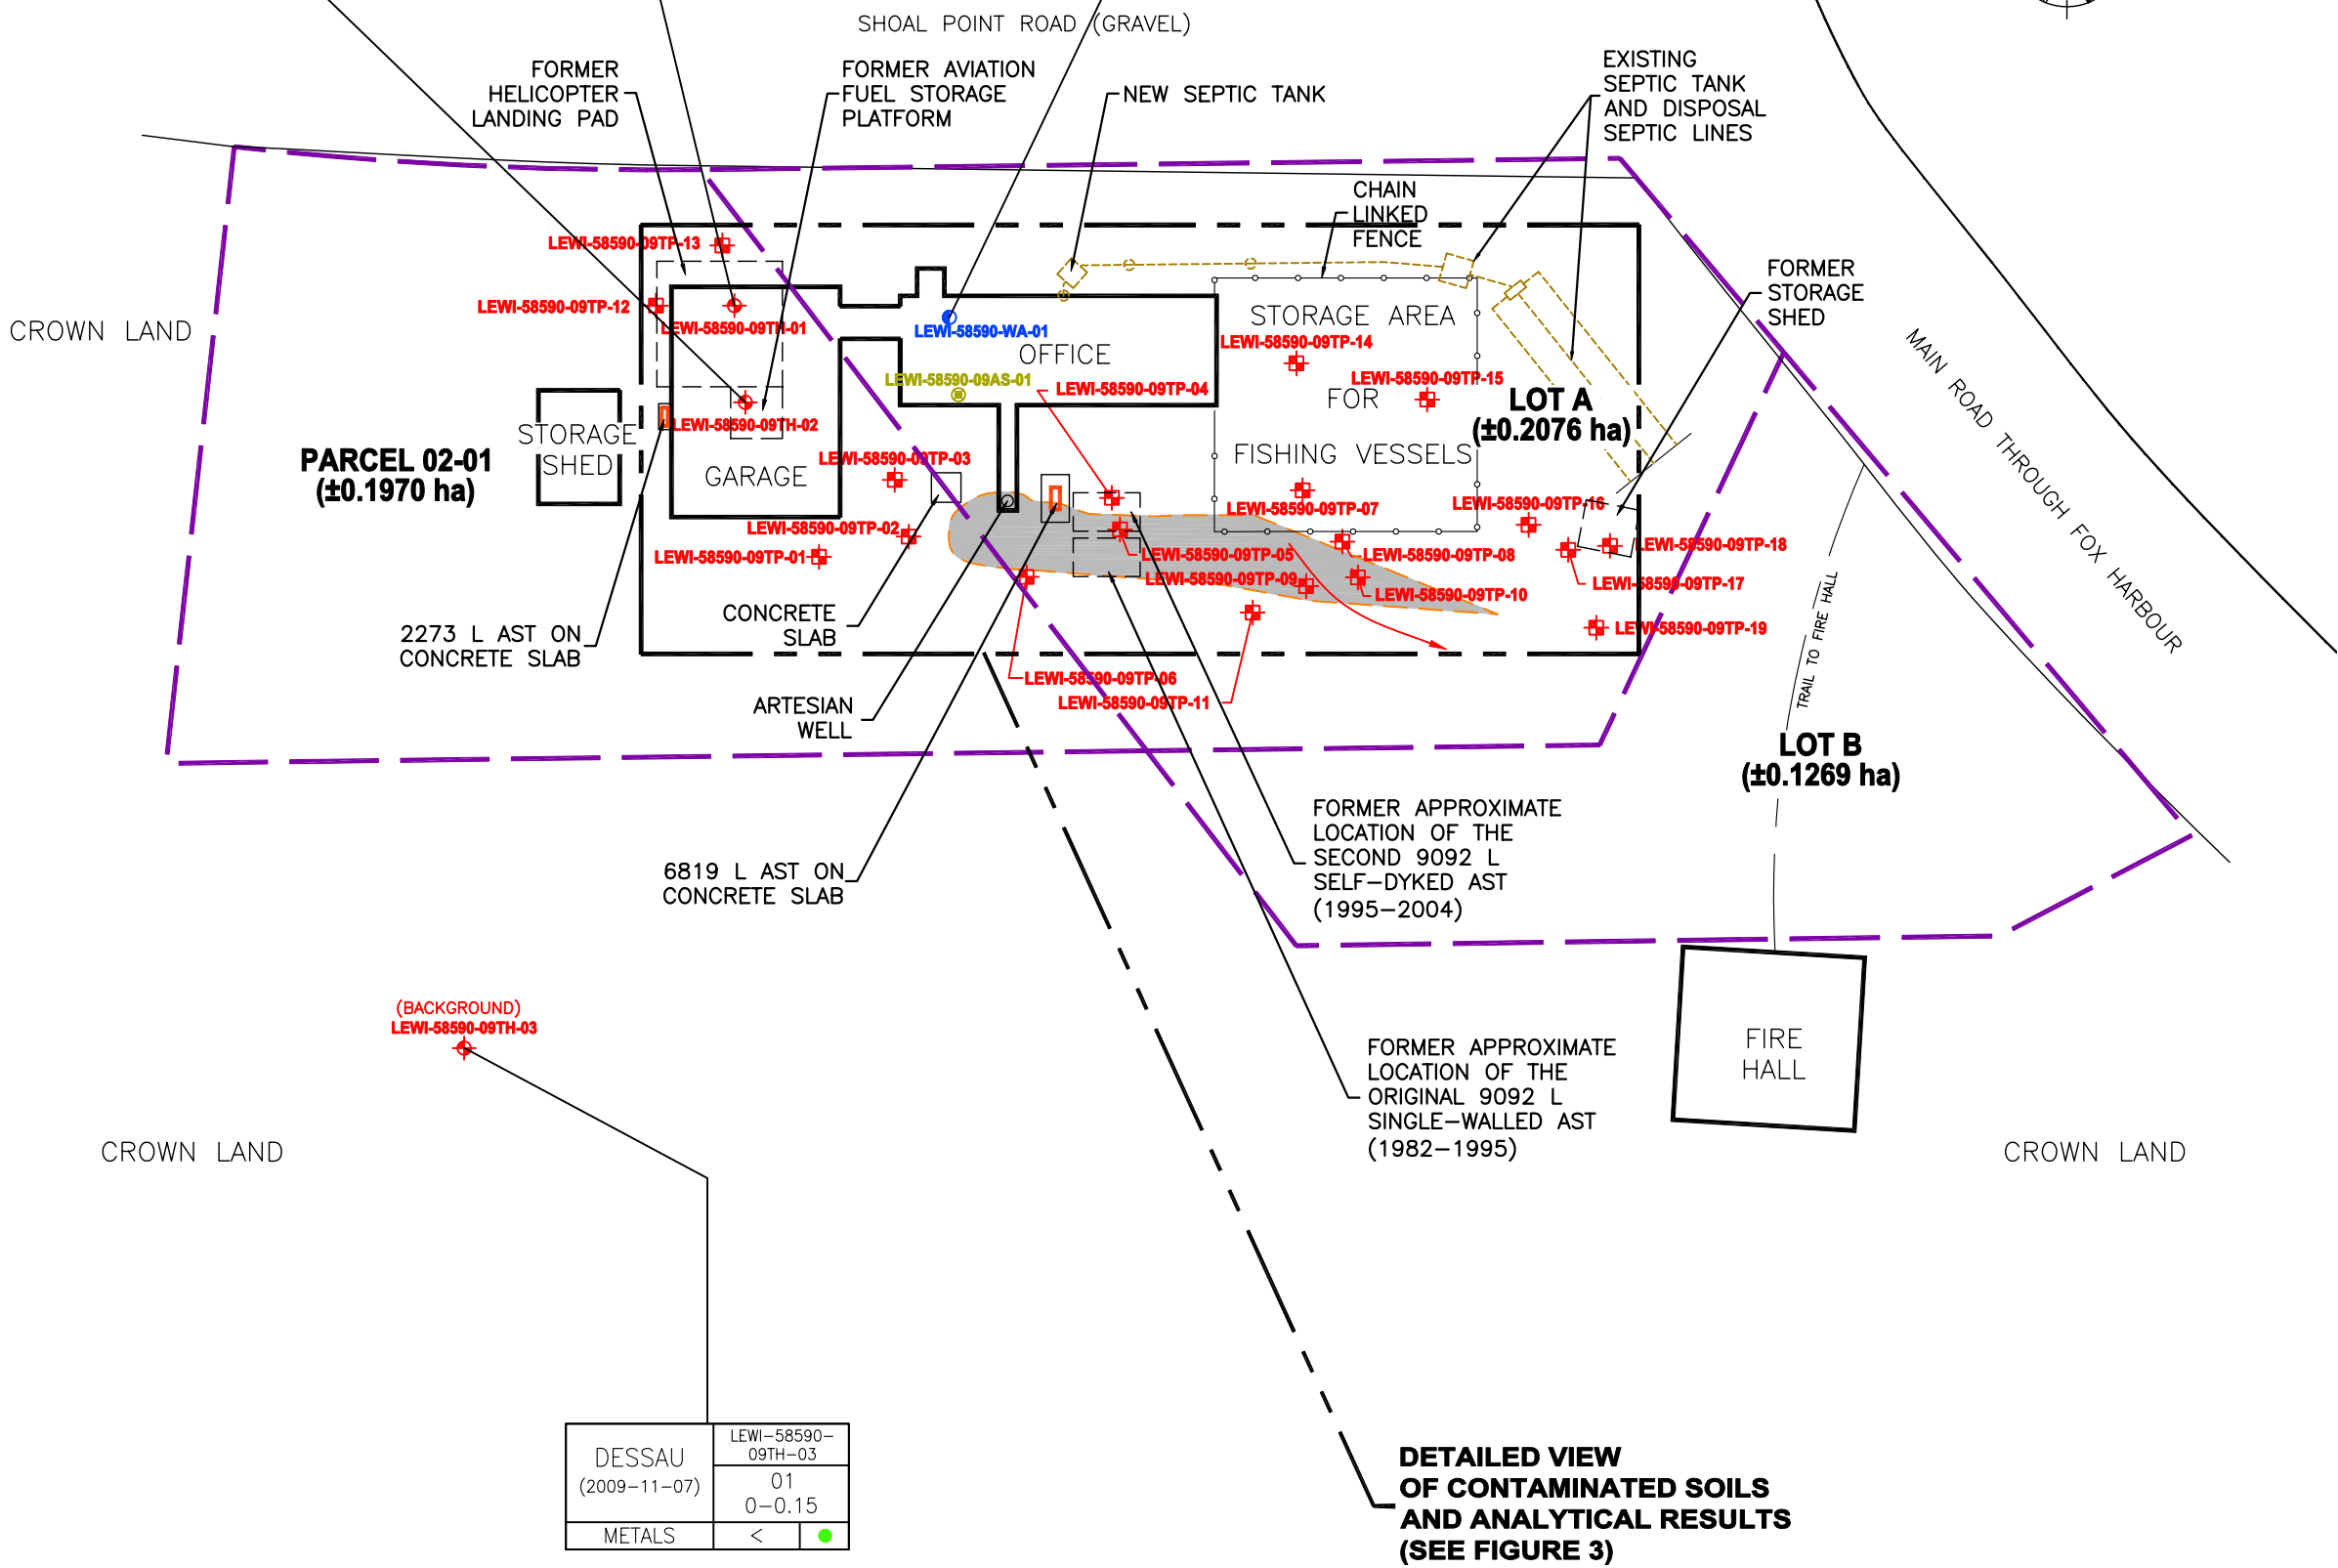 SHOAL POINT ROAD (GRAVEL)
FORMER
HELICOPTER
LANDING PAD
FORMER AVIATION
FUEL STORAGE
PLATFORM
NEW SEPTIC TANK
EXISTING
SEPTIC TANK
AND DISPOSAL
SEPTIC LINES
CHAIN
LINKED
FENCE
FORMER
STORAGE
SHED
LEWI-58590-09TP-13
LEWI-58590-09TP-12
LEWI-58590-09TH-01
LEWI-58590-WA-01
CROWN LAND
OFFICE
STORAGE AREA
FOR
FISHING VESSELS
LEWI-58590-09TP-14
LEWI-58590-09AS-01
LEWI-58590-09TP-04
LEWI-58590-09TP-15
LOT A
(±0.2076 ha)
MAIN ROAD THROUGH FOX HARBOUR
LEWI-58590-09TH-02
STORAGE
SHED
PARCEL 02-01
(±0.1970 ha)
GARAGE
LEWI-58590-09TP-03
LEWI-58590-09TP-07
LEWI-58590-09TP-16
LEWI-58590-09TP-02
LEWI-58590-09TP-01
LEWI-58590-09TP-05
LEWI-58590-09TP-08
LEWI-58590-09TP-18
LEWI-58590-09TP-09
LEWI-58590-09TP-10
LEWI-58590-09TP-17
LEWI-58590-09TP-19
CONCRETE
SLAB
2273 L AST ON
CONCRETE SLAB
LEWI-58590-09TP-06
LEWI-58590-09TP-11
ARTESIAN
WELL
TRAIL TO FIRE HALL
LOT B
(±0.1269 ha)
6819 L AST ON
CONCRETE SLAB
FORMER APPROXIMATE
LOCATION OF THE
SECOND 9092 L
SELF-DYKED AST
(1995-2004)
(BACKGROUND)
LEWI-58590-09TH-03
FORMER APPROXIMATE
LOCATION OF THE
ORIGINAL 9092 L
SINGLE-WALLED AST
(1982-1995)
FIRE
HALL
CROWN LAND
CROWN LAND
DESSAU
(2009-11-07)
LEWI-58590-
09TH-03
01
0-0.15
METALS <
DETAILED VIEW
OF CONTAMINATED SOILS
AND ANALYTICAL RESULTS
(SEE FIGURE 3)